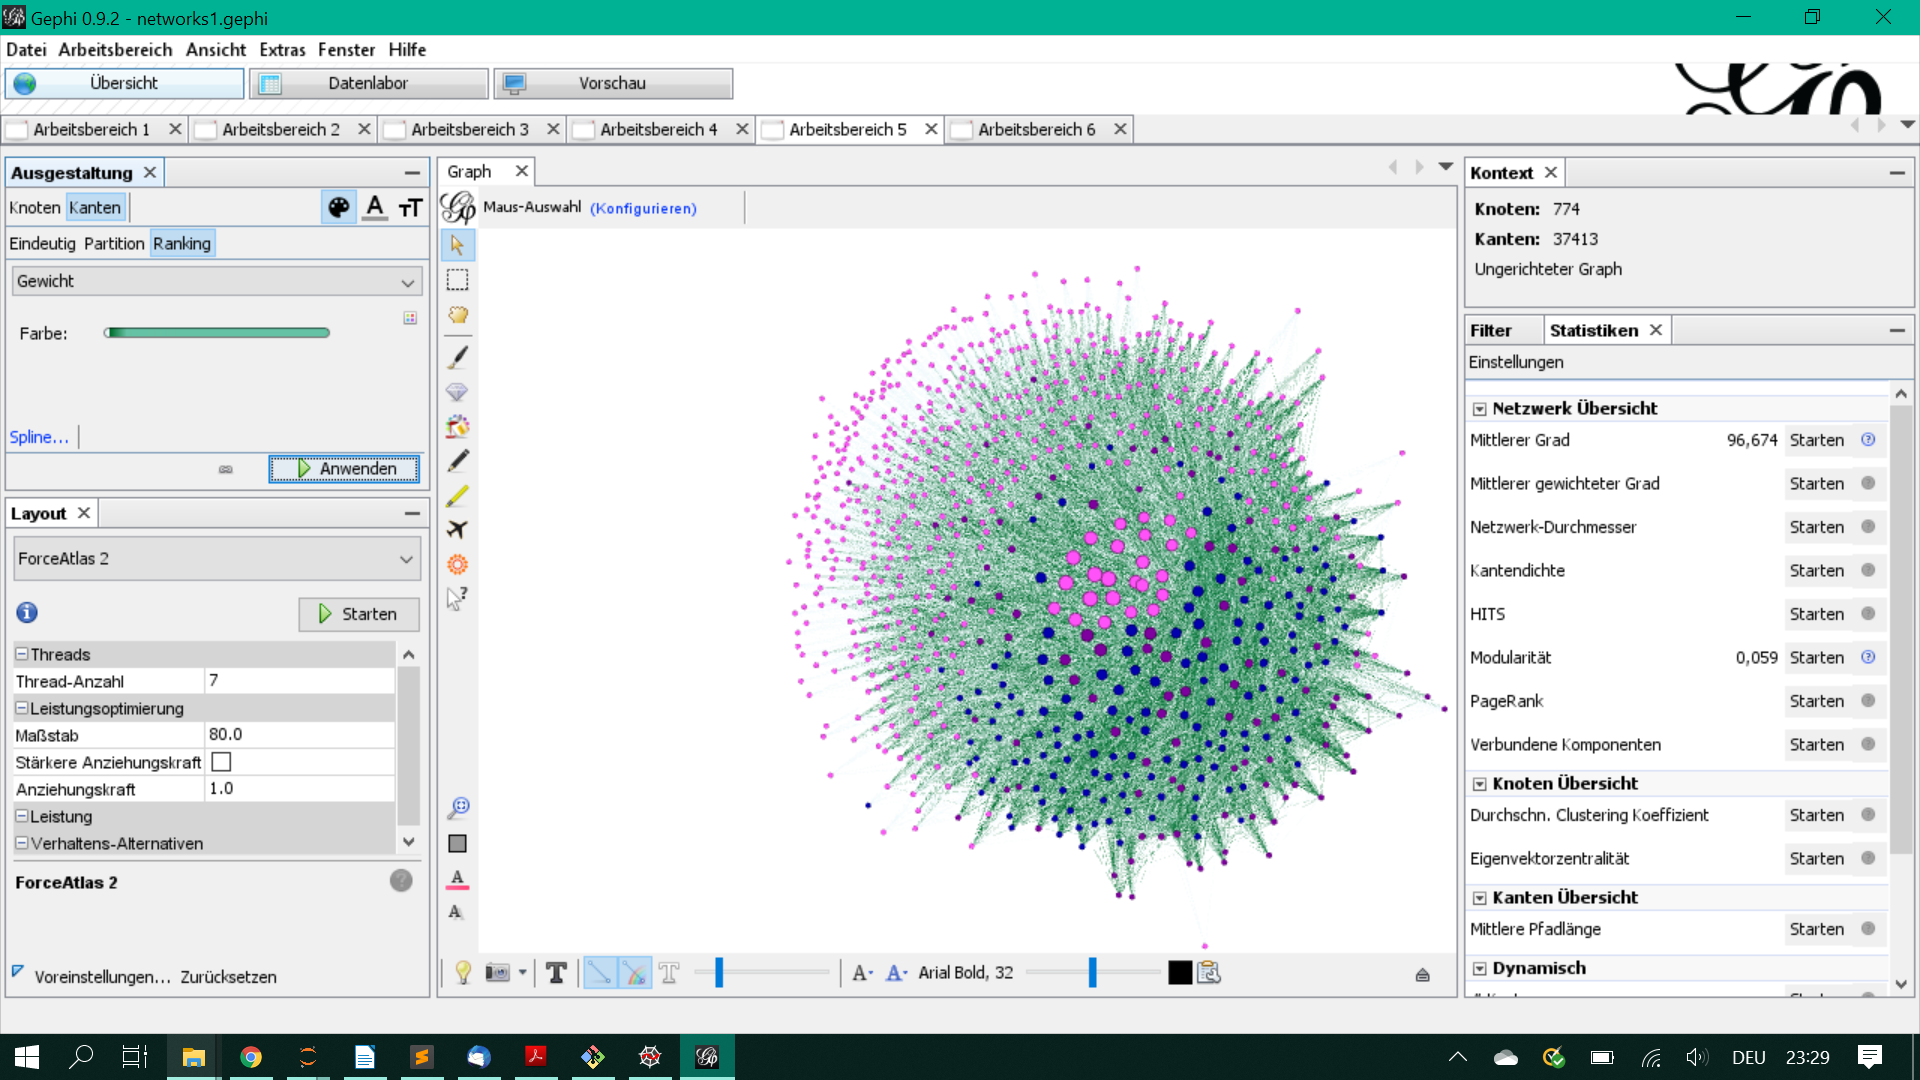 Gephi 0.9.2 - networks1.gephi
Datei Arbeitsbereich Ansicht Extras Fenster Hilfe
Übersicht Datenlabor Vorschau
Arbeitsbereich 1 Arbeitsbereich 2 Arbeitsbereich 3 Arbeitsbereich 4 Arbeitsbereich 5 Arbeitsbereich 6
Ausgestaltung
Knoten Kanten
Eindeutig Partition Ranking
Gewicht
Farbe:
Spline...
Anwenden
Layout
ForceAtlas 2
Starten
Threads
Thread-Anzahl 7
Leistungsoptimierung
Maßstab 80.0
Stärkere Anziehungskraft
Anziehungskraft 1.0
Leistung
Verhaltens-Alternativen
ForceAtlas 2
Voreinstellungen... Zurücksetzen
Graph
Maus-Auswahl (Konfigurieren)
Arial Bold, 32
Kontext
Knoten: 774
Kanten: 37413
Ungerichteter Graph
Filter Statistiken
Einstellungen
Netzwerk Übersicht
Mittlerer Grad 96,674 Starten
Mittlerer gewichteter Grad Starten
Netzwerk-Durchmesser Starten
Kantendichte Starten
HITS Starten
Modularität 0,059 Starten
PageRank Starten
Verbundene Komponenten Starten
Knoten Übersicht
Durchschn. Clustering Koeffizient Starten
Eigenvektorzentralität Starten
Kanten Übersicht
Mittlere Pfadlänge Starten
Dynamisch
DEU 23:29